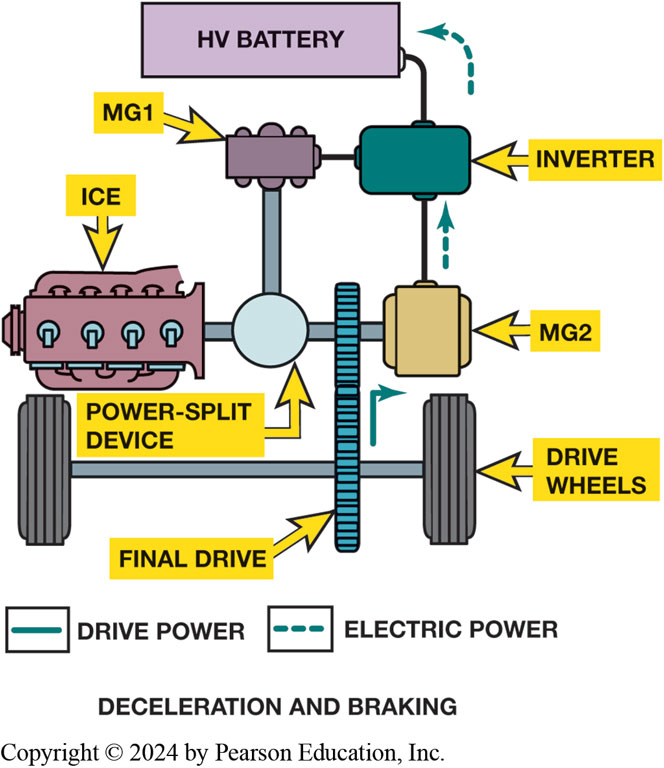 HV BATTERY
MG1
INVERTER
ICE
MG2
POWER-SPLIT
DEVICE
DRIVE
WHEELS
FINAL DRIVE
DRIVE POWER
ELECTRIC POWER
DECELERATION AND BRAKING
Copyright © 2024 by Pearson Education, Inc.